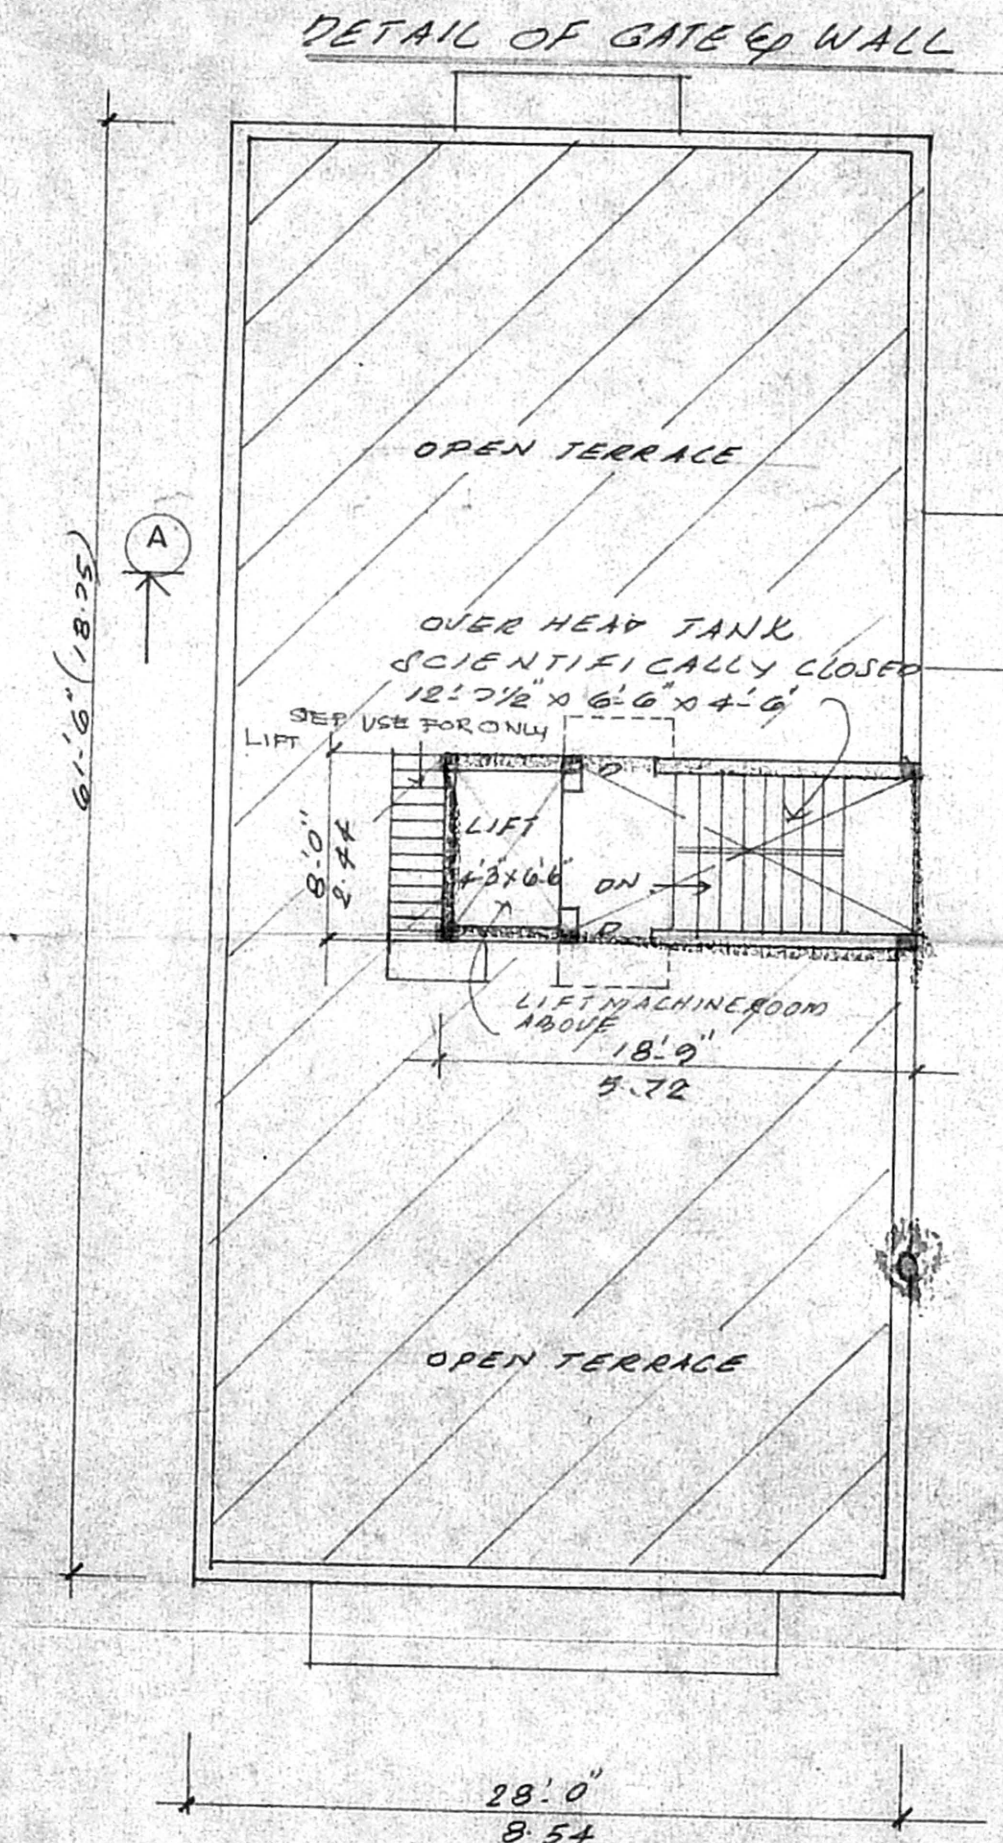 DETAIL OF GATE & WALL
A
61'-6" (18.75)
OPEN TERRACE
OVER HEAD TANK
SCIENTIFICALLY CLOSED
12'-7½" x 6'-6" x 4'-6"
STEP USE FOR ONLY
LIFT
8'-0"
2.44
LIFT
4'3"x6'6"
D
DN
D
LIFT MACHINE ROOM
ABOVE
18'-9"
5.72
OPEN TERRACE
28'-0"
8.54